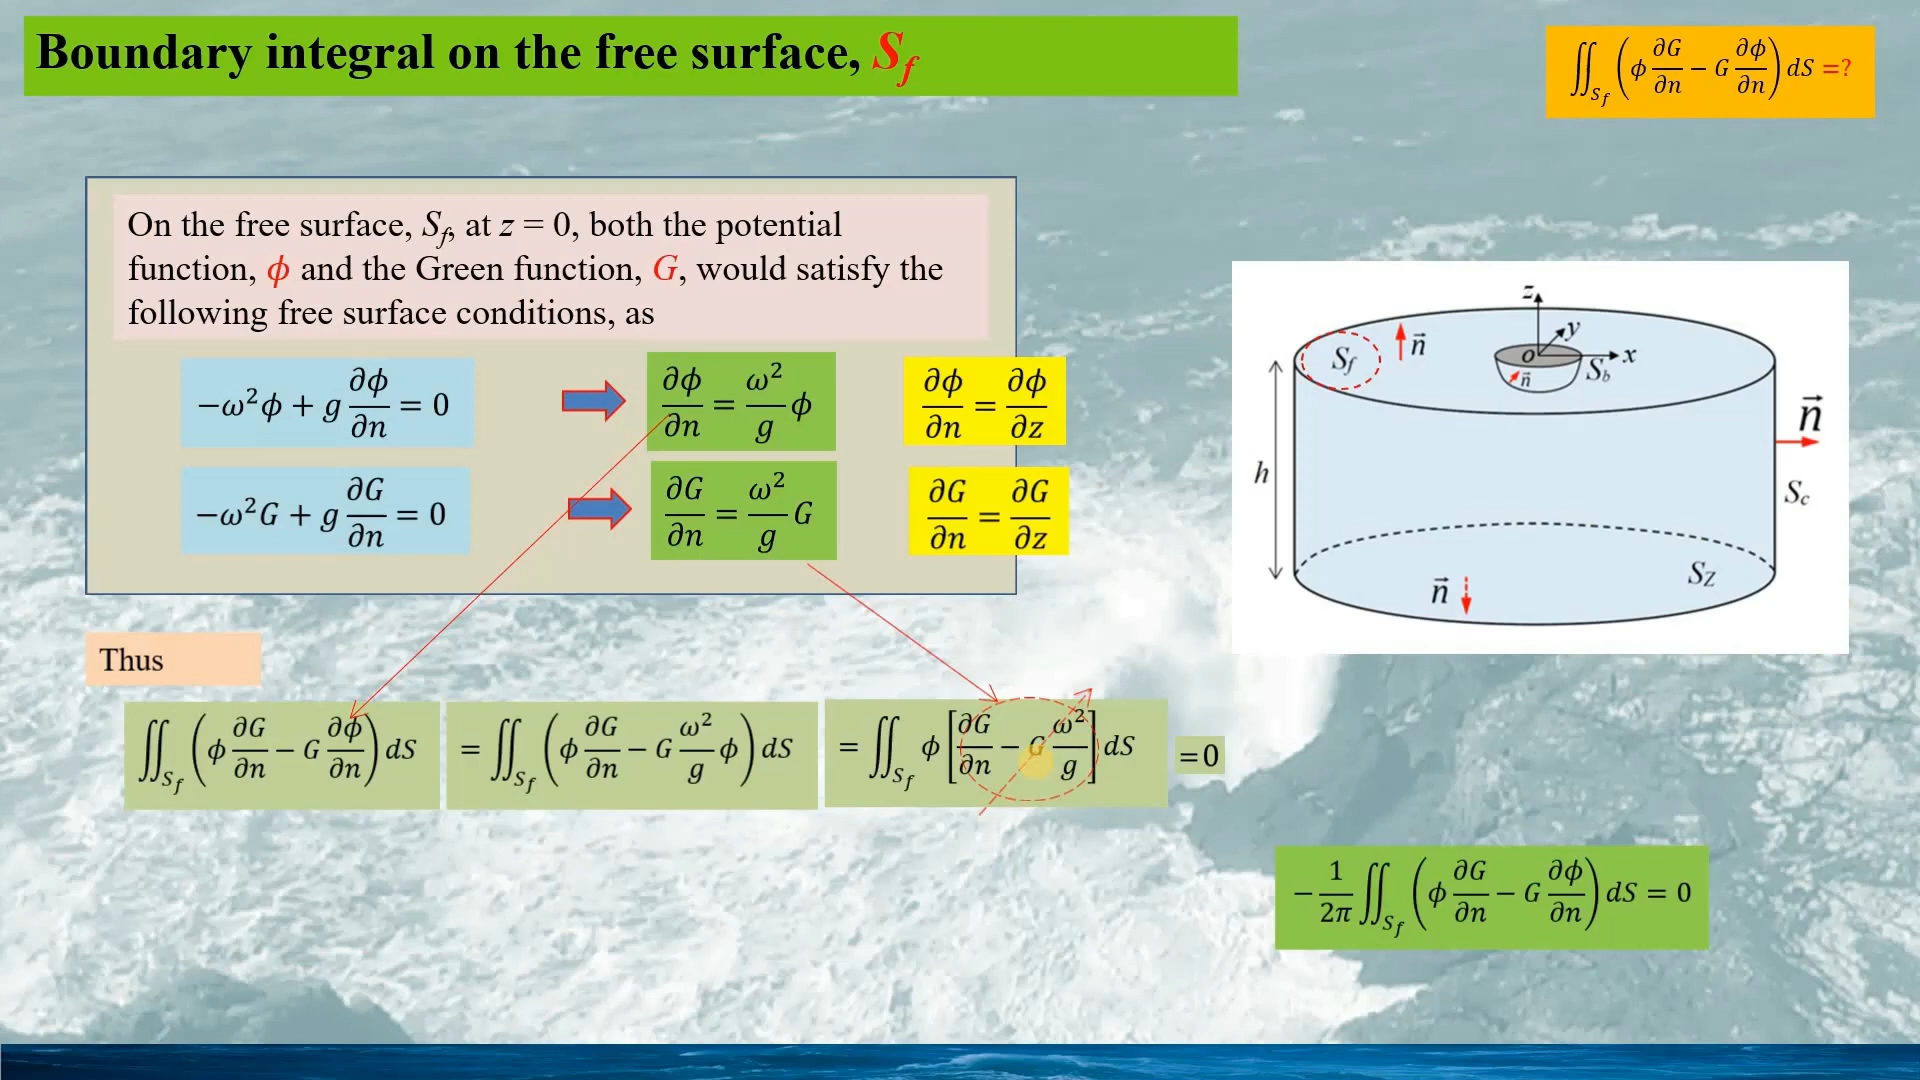 Boundary integral on the free surface, S_f
∬_{S_f} (ϕ ∂G/∂n − G ∂ϕ/∂n) dS =?
On the free surface, S_f, at z = 0, both the potential
function, ϕ and the Green function, G, would satisfy the
following free surface conditions, as
−ω²ϕ + g ∂ϕ/∂n = 0
∂ϕ/∂n = ω²/g ϕ
∂ϕ/∂n = ∂ϕ/∂z
−ω²G + g ∂G/∂n = 0
∂G/∂n = ω²/g G
∂G/∂n = ∂G/∂z
z
y
n⃗
S_f
o
x
S_b
n⃗
n⃗
h
S_c
S_Z
n⃗
Thus
∬_{S_f} (ϕ ∂G/∂n − G ∂ϕ/∂n) dS = ∬_{S_f} (ϕ ∂G/∂n − G ω²/g ϕ) dS = ∬_{S_f} ϕ [∂G/∂n − G ω²/g] dS = 0
−1/2π ∬_{S_f} (ϕ ∂G/∂n − G ∂ϕ/∂n) dS = 0